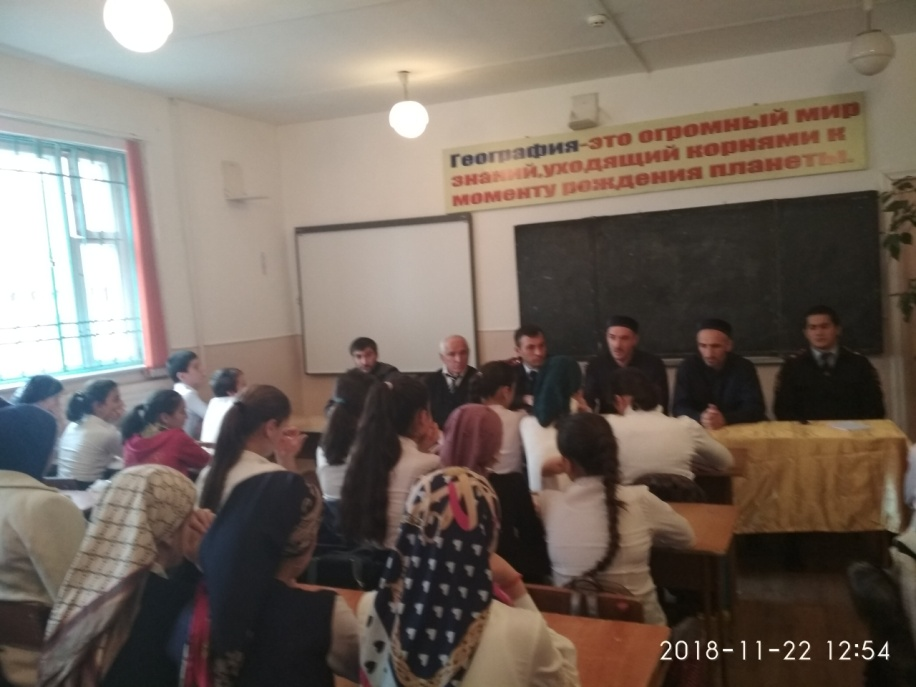 География-это огромный мир
знаний,уходящий корнями к
моменту рождения планеты.
2018-11-22 12:54